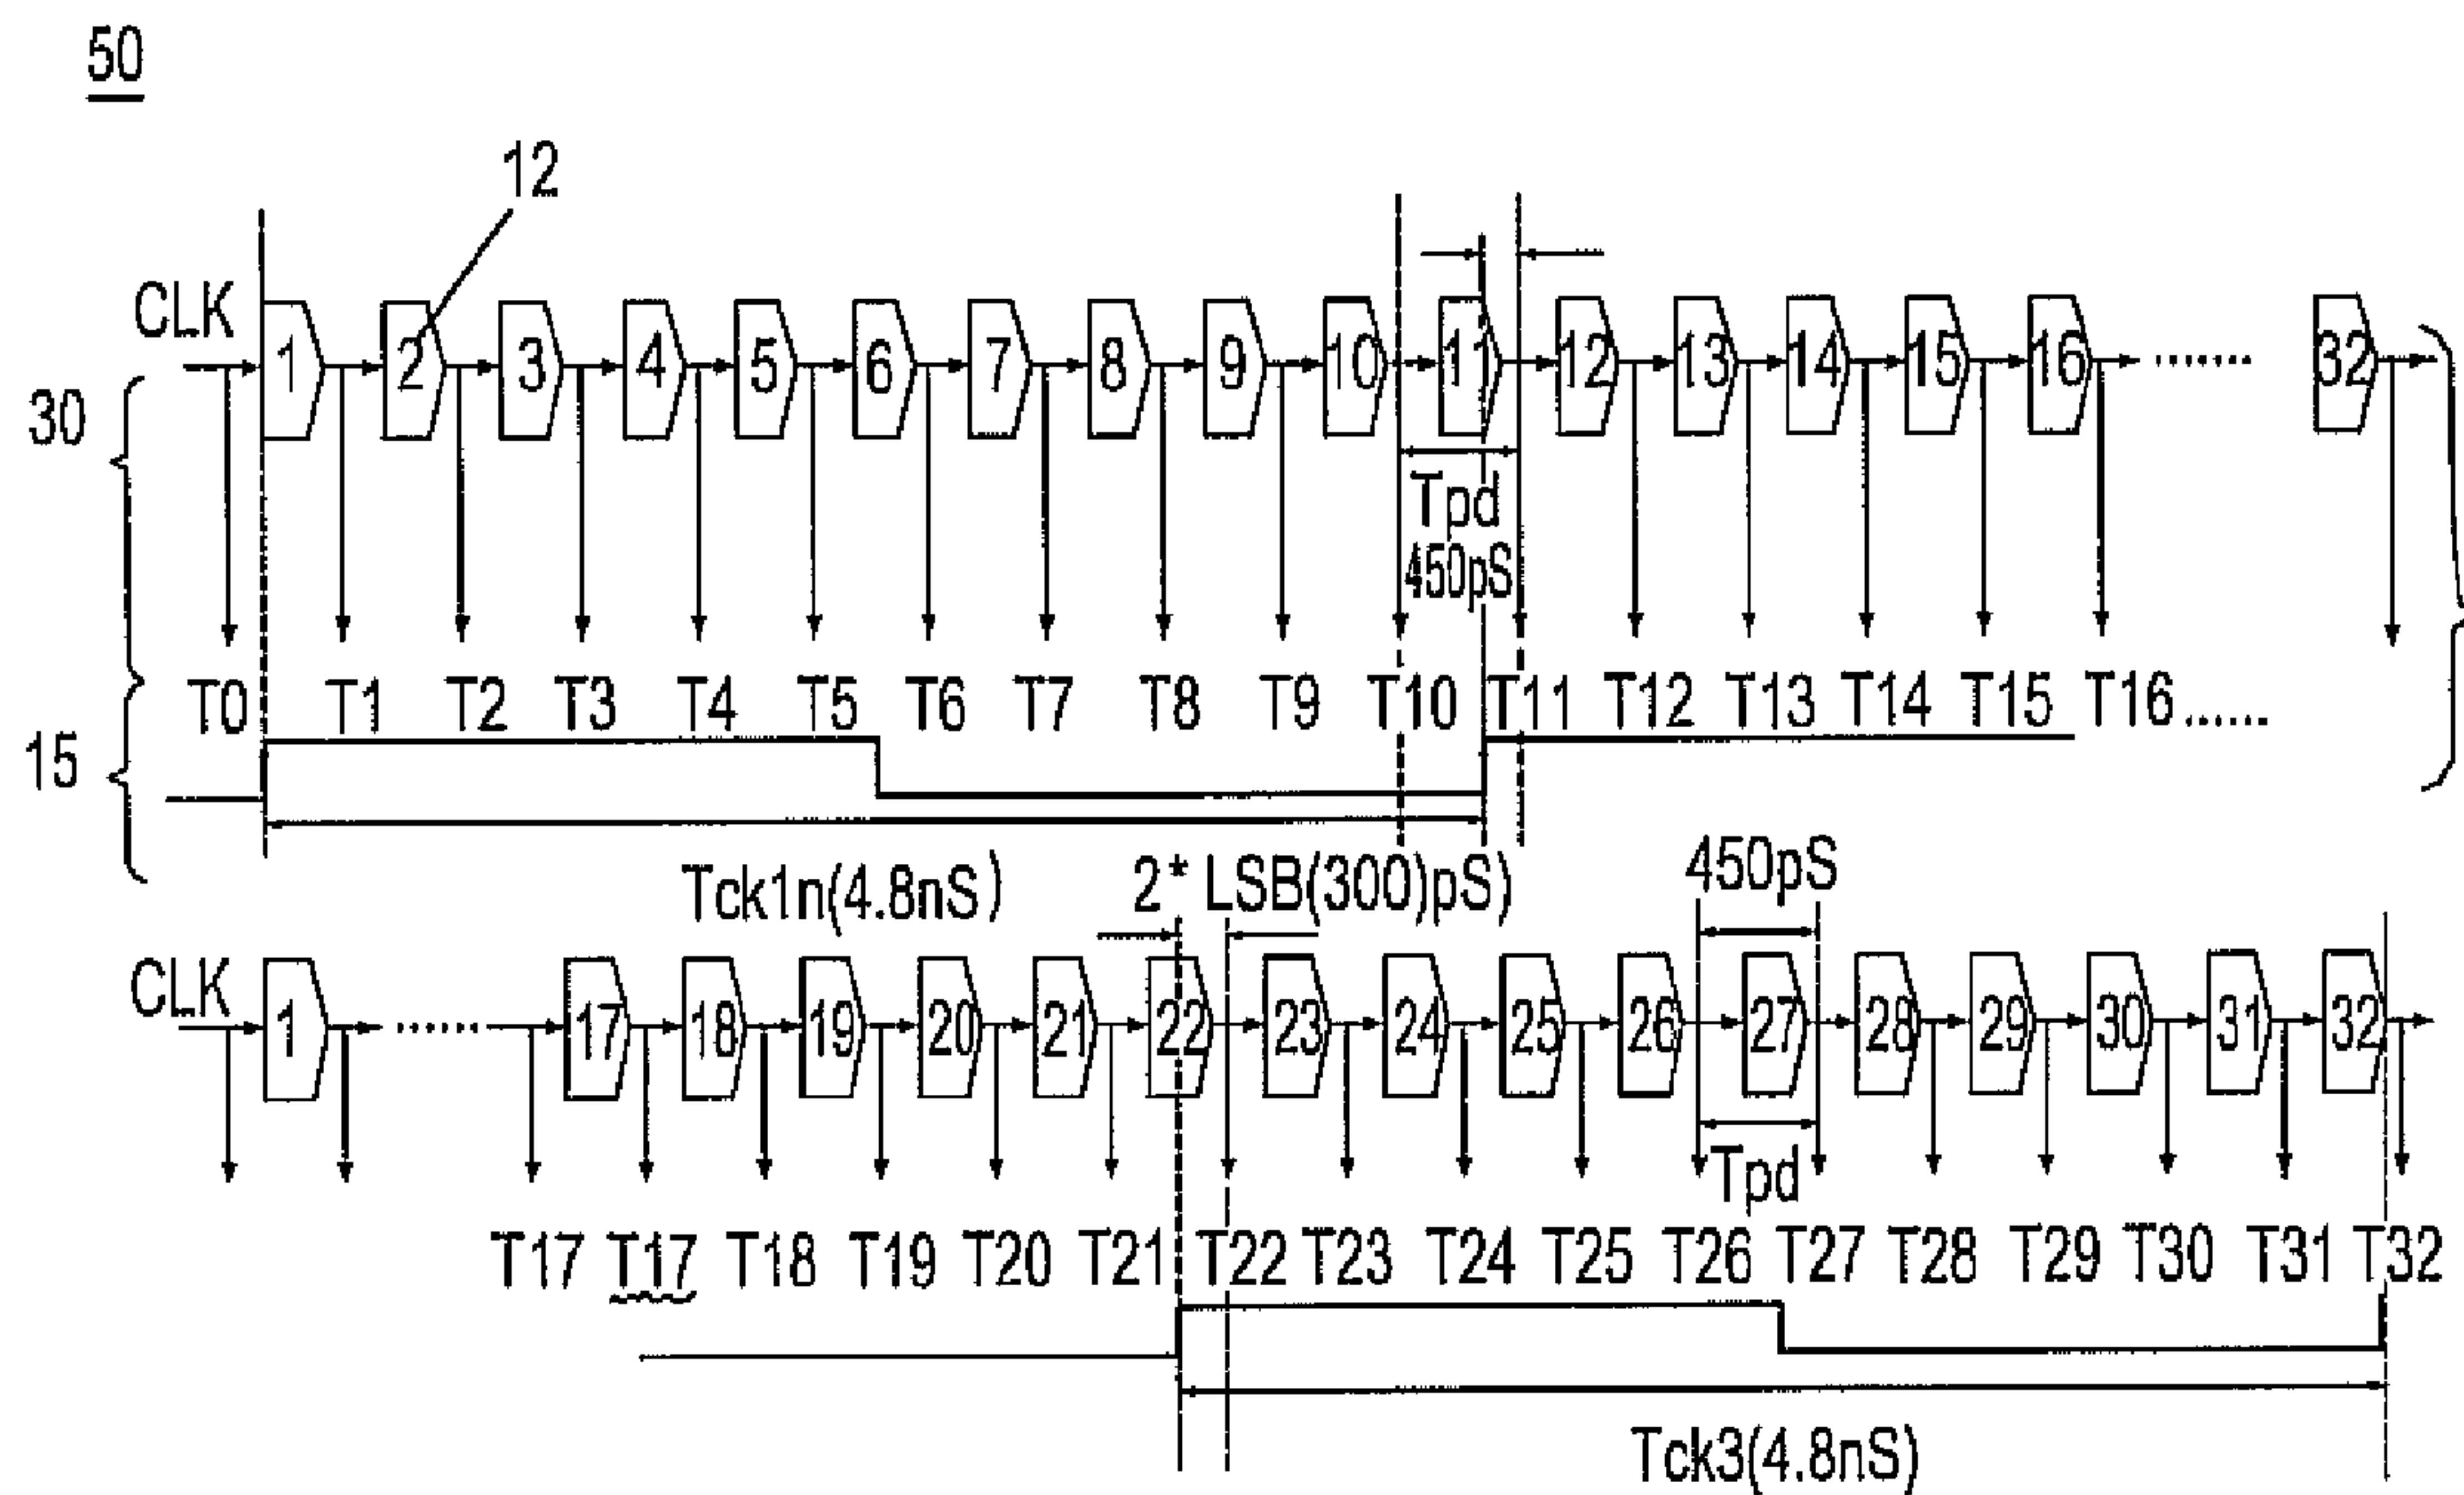 50
12
CLK
1 2 3 4 5 6 7 8 9 10 11 12 13 14 15 16 ....... 32
30
Tpd
450pS
T0 T1 T2 T3 T4 T5 T6 T7 T8 T9 T10 T11 T12 T13 T14 T15 T16......
15
Tck1n(4.8nS) 2* LSB(300)pS) 450pS
CLK
1 ....... 17 18 19 20 21 22 23 24 25 26 27 28 29 30 31 32
Tpd
T17 T17 T18 T19 T20 T21 T22 T23 T24 T25 T26 T27 T28 T29 T30 T31 T32
Tck3(4.8nS)